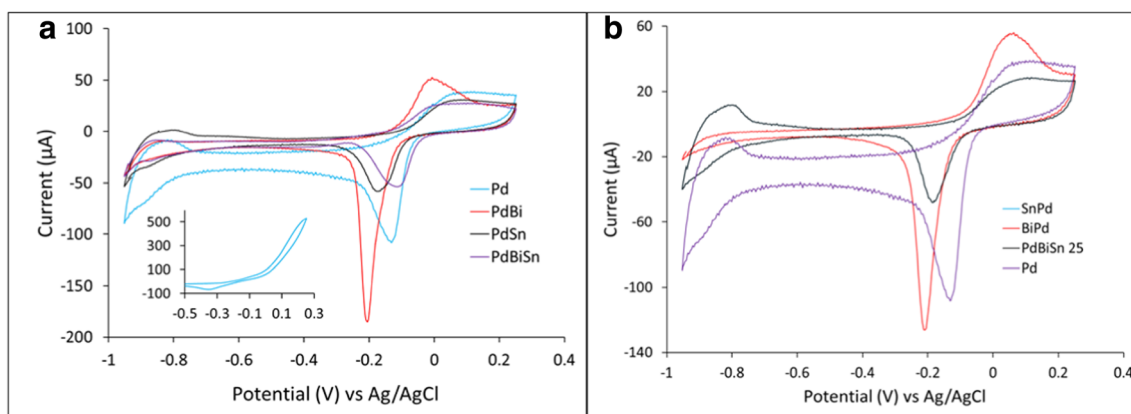 a
100
50
0
-50
-100
-150
-200
Current (µA)
-1 -0.8 -0.6 -0.4 -0.2 0 0.2 0.4
Potential (V) vs Ag/AgCl
Pd
PdBi
PdSn
PdBiSn
500
300
100
-100
-0.5 -0.3 -0.1 0.1 0.3
b
60
20
-20
-60
-100
-140
Current (µA)
-1 -0.8 -0.6 -0.4 -0.2 0 0.2 0.4
Potential (V) vs Ag/AgCl
SnPd
BiPd
PdBiSn 25
Pd